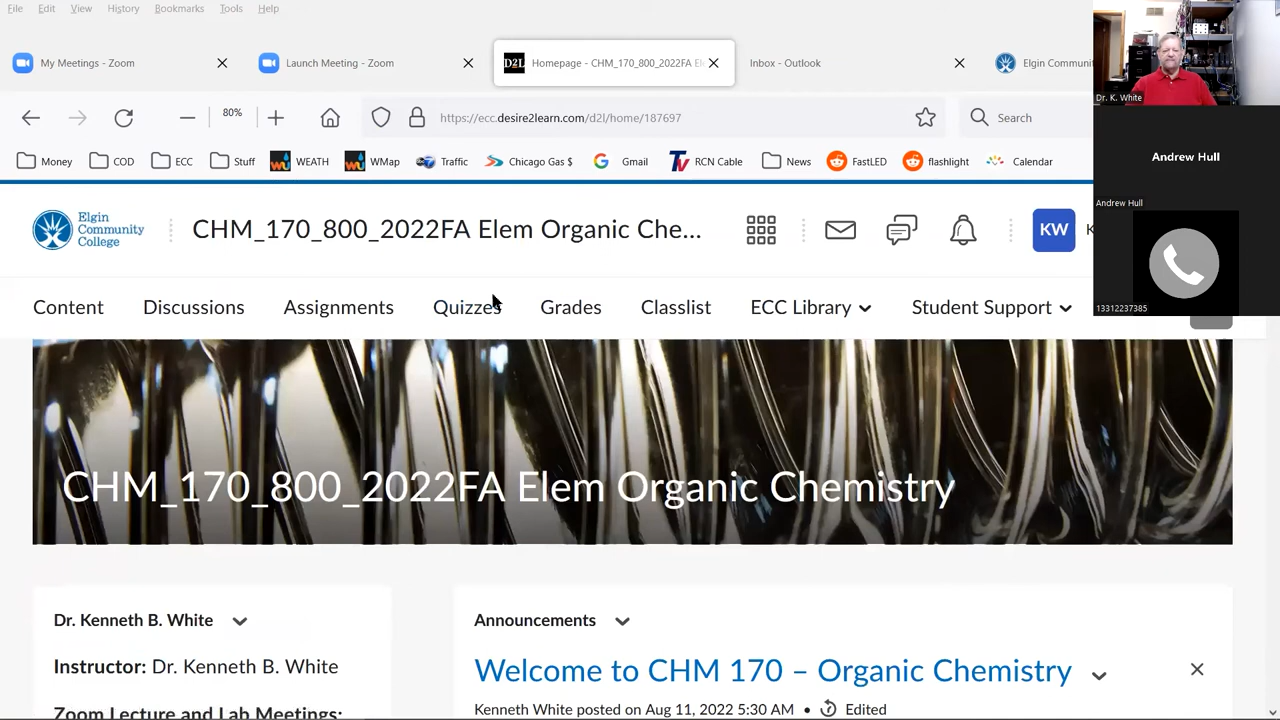 File Edit View History Bookmarks Tools Help
My Meetings - Zoom
Launch Meeting - Zoom
D2L Homepage - CHM_170_800_2022FA El
Inbox - Outlook
Elgin Communi
80%
https://ecc.desire2learn.com/d2l/home/187697
Search
Money COD ECC Stuff WEATH WMap Traffic Chicago Gas $ Gmail RCN Cable News FastLED flashlight Calendar
Dr. K. White
Andrew Hull
Andrew Hull
13312237385
Elgin
Community
College
CHM_170_800_2022FA Elem Organic Che...
KW
K
Content Discussions Assignments Quizzes Grades Classlist ECC Library Student Support
CHM_170_800_2022FA Elem Organic Chemistry
Dr. Kenneth B. White
Instructor: Dr. Kenneth B. White
Zoom Lecture and Lab Meetings:
Announcements
Welcome to CHM 170 – Organic Chemistry
Kenneth White posted on Aug 11, 2022 5:30 AM • Edited